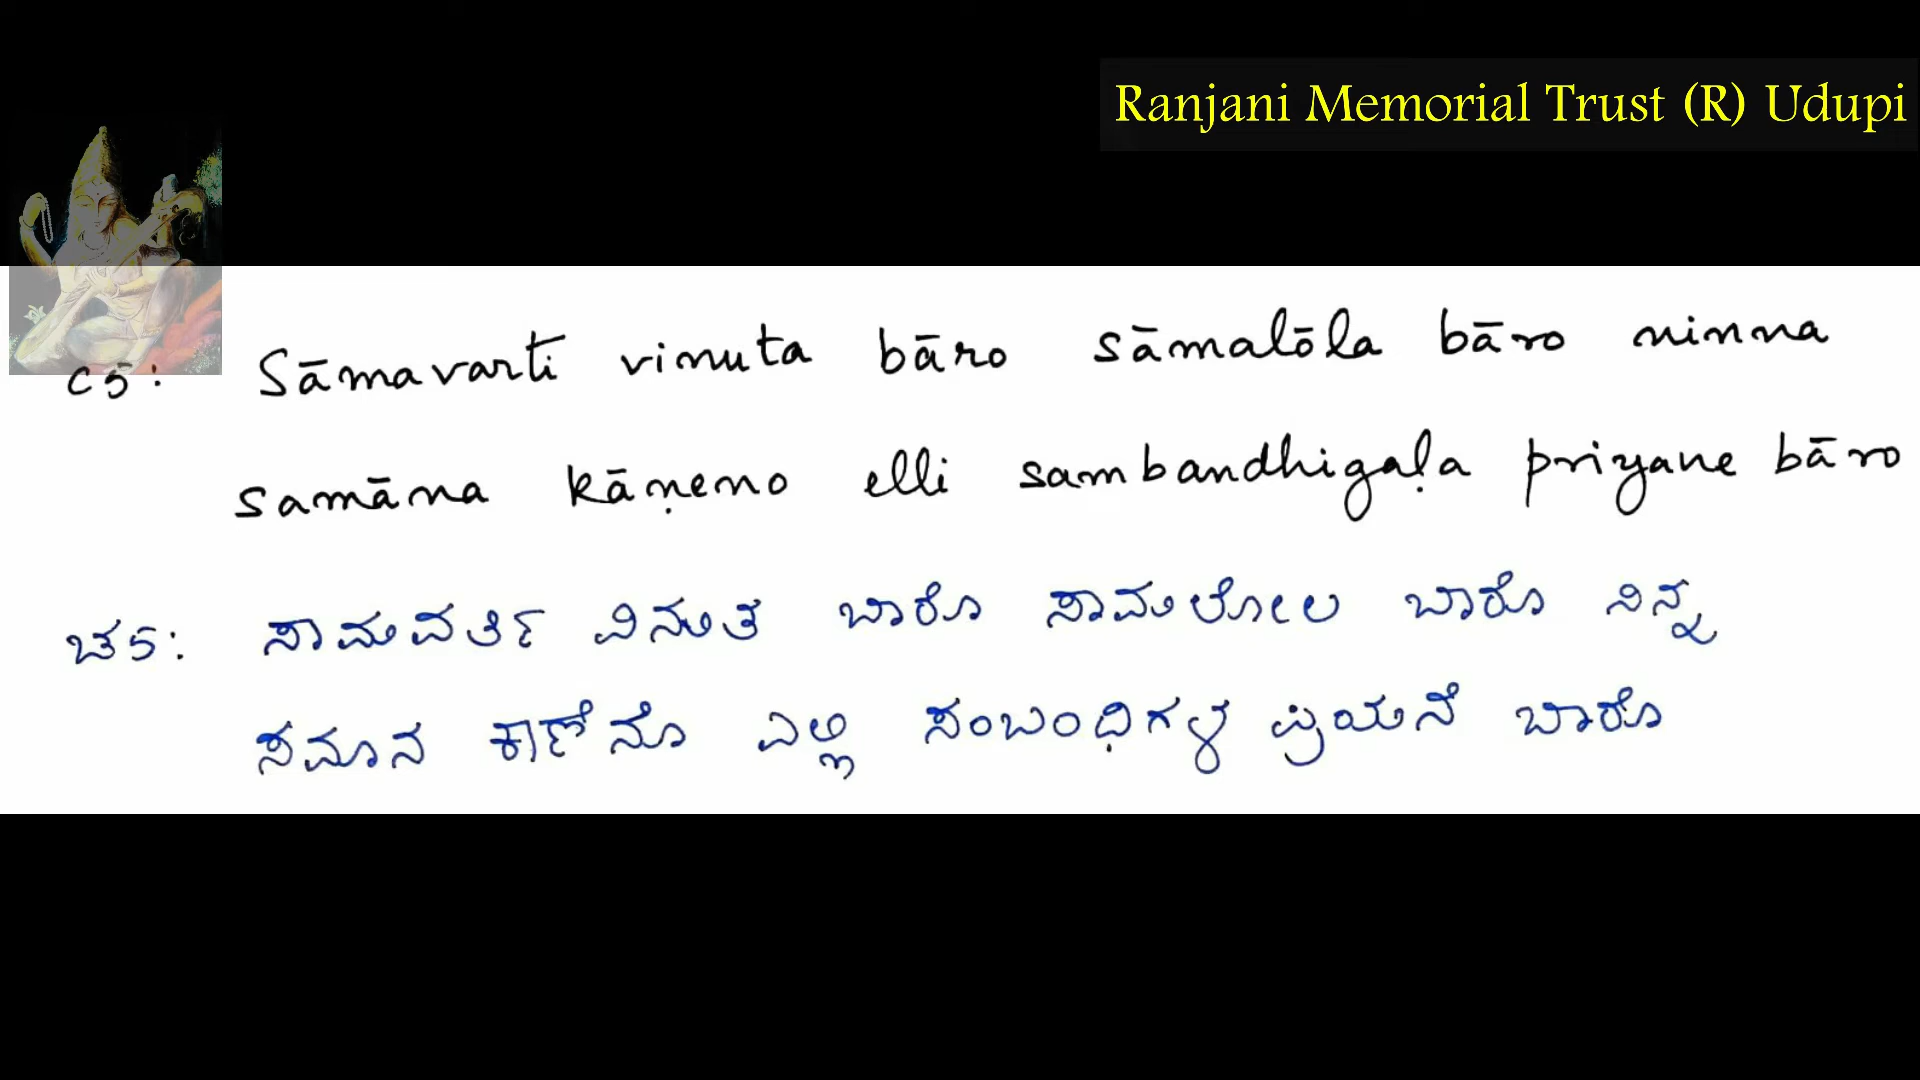 Ranjani Memorial Trust (R) Udupi
C5: Sāmavarti vinuta bāro sāmalōla bāro ninna
samāna kāṇeno elli sambandhigaḷa priyane bāro
ಚ5: ಸಾಮವರ್ತಿ ವಿನುತ ಬಾರೊ ಸಾಮಲೋಲ ಬಾರೊ ನಿನ್ನ
ಸಮಾನ ಕಾಣೆನೊ ಎಲ್ಲಿ ಸಂಬಂಧಿಗಳ ಪ್ರಿಯನೆ ಬಾರೊ